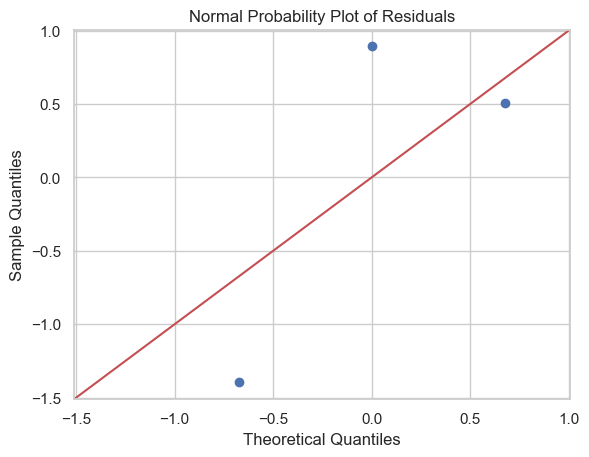 Normal Probability Plot of Residuals
1.0
0.5
0.0
−0.5
−1.0
−1.5
Sample Quantiles
−1.5 −1.0 −0.5 0.0 0.5 1.0
Theoretical Quantiles